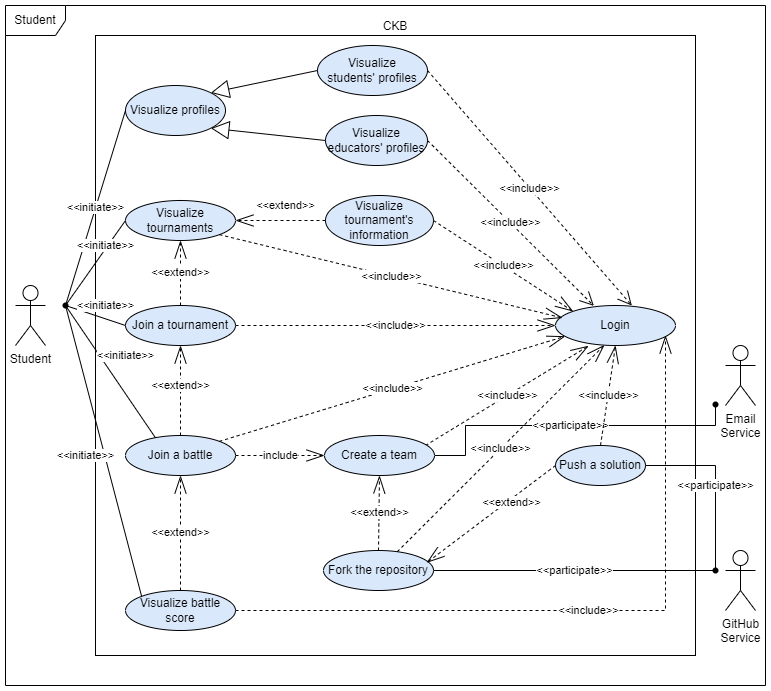 Student
CKB
Visualize
students' profiles
Visualize profiles
Visualize
educators' profiles
<<include>>
<<initiate>>
<<extend>>
Visualize
tournaments
Visualize
tournament's
information
<<include>>
<<initiate>>
<<include>>
<<extend>>
<<include>>
<<initiate>>
Join a tournament
<<include>>
Login
Student
<<initiate>>
<<extend>>
<<include>>
<<include>>
<<include>>
Email
Service
<<participate>>
<<initiate>>
Join a battle
include
Create a team
<<include>>
Push a solution
<<participate>>
<<extend>>
<<extend>>
<<extend>>
Fork the repository
<<participate>>
Visualize battle
score
<<include>>
GitHub
Service